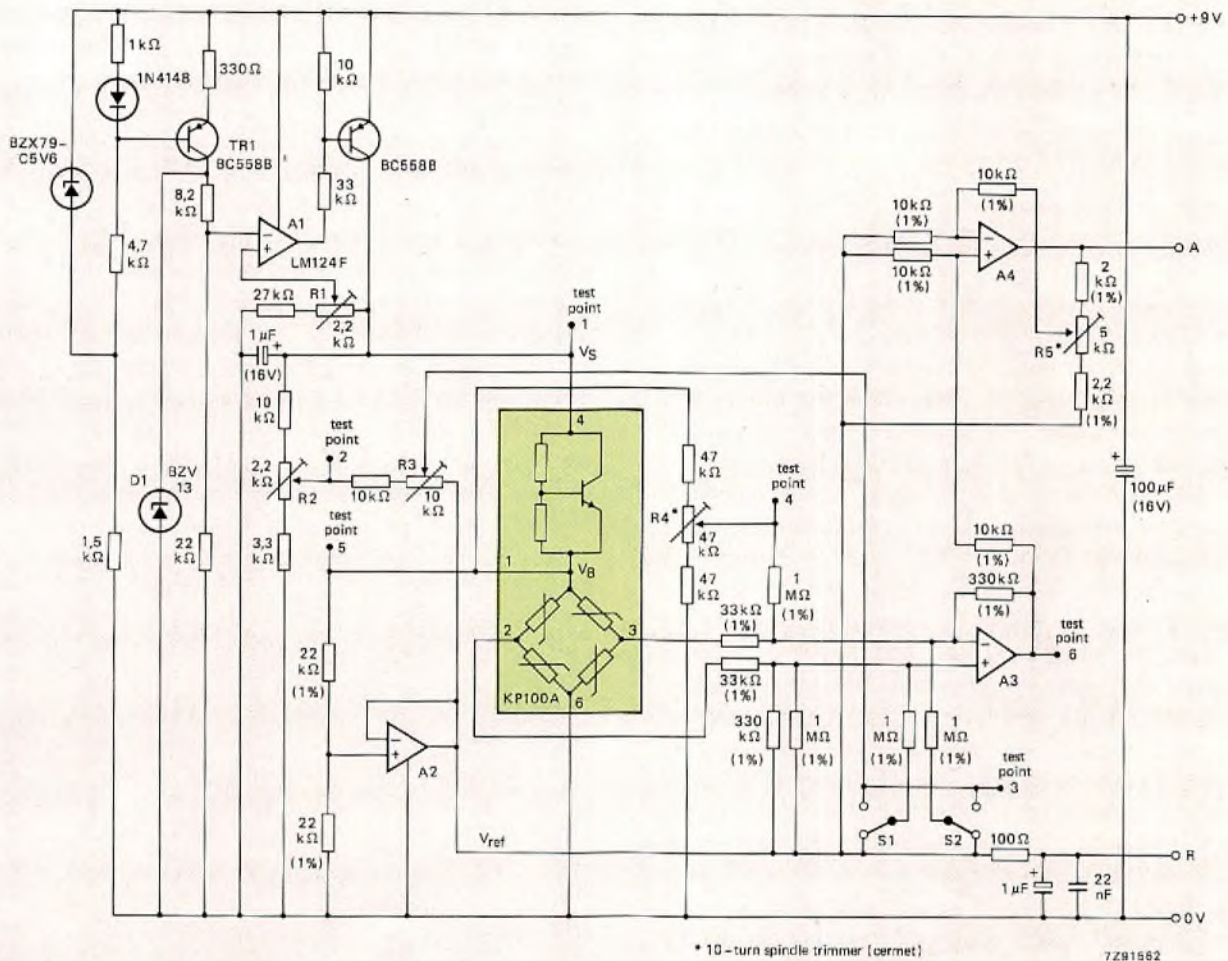 +9V
1kΩ
1N4148
330Ω
10
kΩ
BZX79-
C5V6
TR1
BC558B
BC558B
8,2
kΩ
33
kΩ
A1
LM124F
4,7
kΩ
27kΩ
R1
2,2
kΩ
1 µF
+
(16V)
test
point
1
VS
10
kΩ
test
point
2
R3
10
kΩ
10kΩ
2,2
kΩ
R2
BZV
13
D1
test
point
5
1,5
kΩ
22
kΩ
3,3
kΩ
4
1
VB
2
3
KP100A
6
22
kΩ
(1%)
A2
22
kΩ
(1%)
Vref
47
kΩ
R4*
47
kΩ
47
kΩ
test
point
4
1
MΩ
(1%)
33kΩ
(1%)
33kΩ
(1%)
330
kΩ
(1%)
1
MΩ
(1%)
1
MΩ
(1%)
1
MΩ
(1%)
10kΩ
(1%)
10kΩ
(1%)
10kΩ
(1%)
A4
A
2
kΩ
(1%)
R5*
5
kΩ
2,2
kΩ
(1%)
+
100µF
(16V)
10kΩ
(1%)
330kΩ
(1%)
A3
test
point
6
test
point
3
S1
S2
100Ω
R
+
1µF
22
nF
0V
* 10-turn spindle trimmer (cermet)
7Z91562